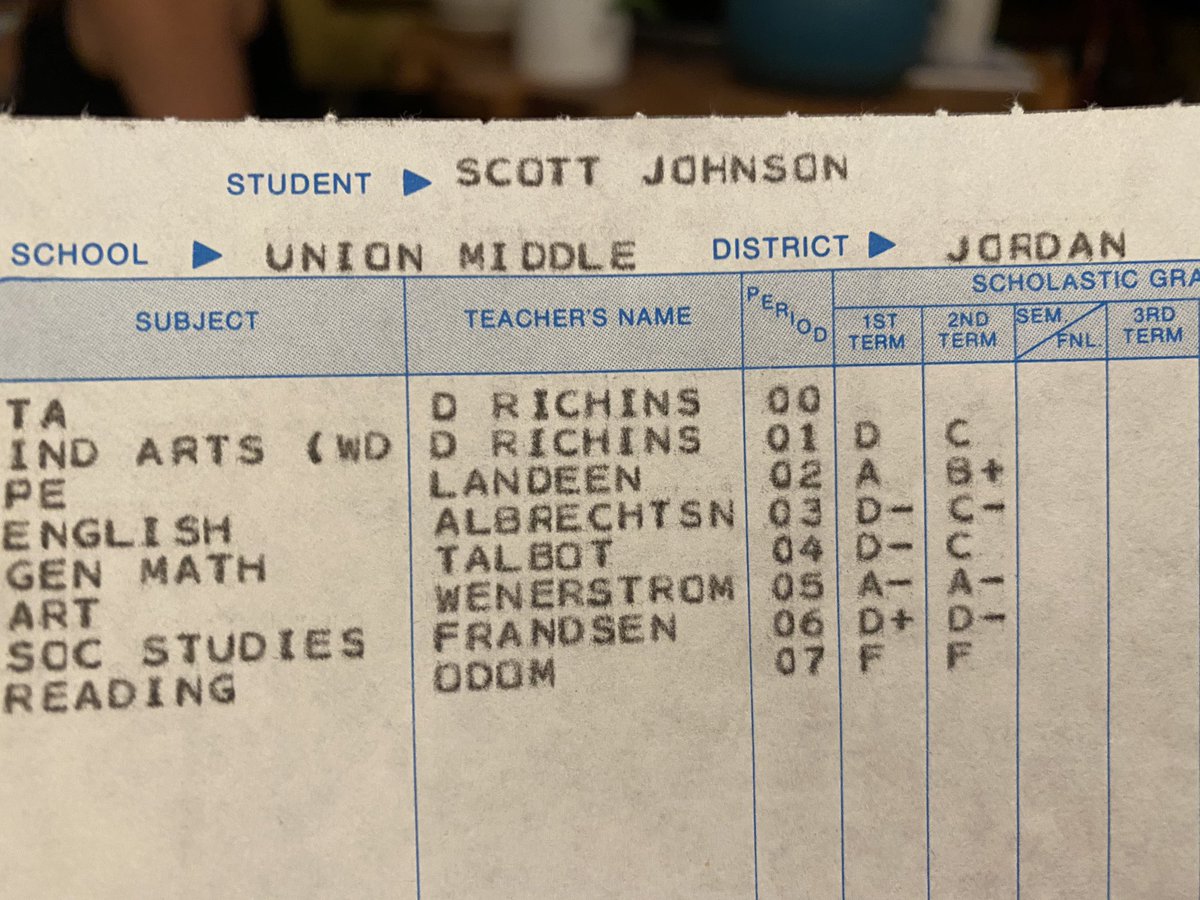 STUDENT ▶ SCOTT JOHNSON
SCHOOL ▶ UNION MIDDLE DISTRICT ▶ JORDAN
SCHOLASTIC GRA
SUBJECT TEACHER'S NAME PERIOD 1ST TERM 2ND TERM SEM. FNL. 3RD TERM
TA D RICHINS 00
IND ARTS (WD D RICHINS 01 D C
PE LANDEEN 02 A B+
ENGLISH ALBRECHTSN 03 D- C-
GEN MATH TALBOT 04 D- C
ART WENERSTROM 05 A- A-
SOC STUDIES FRANDSEN 06 D+ D-
READING ODOM 07 F F